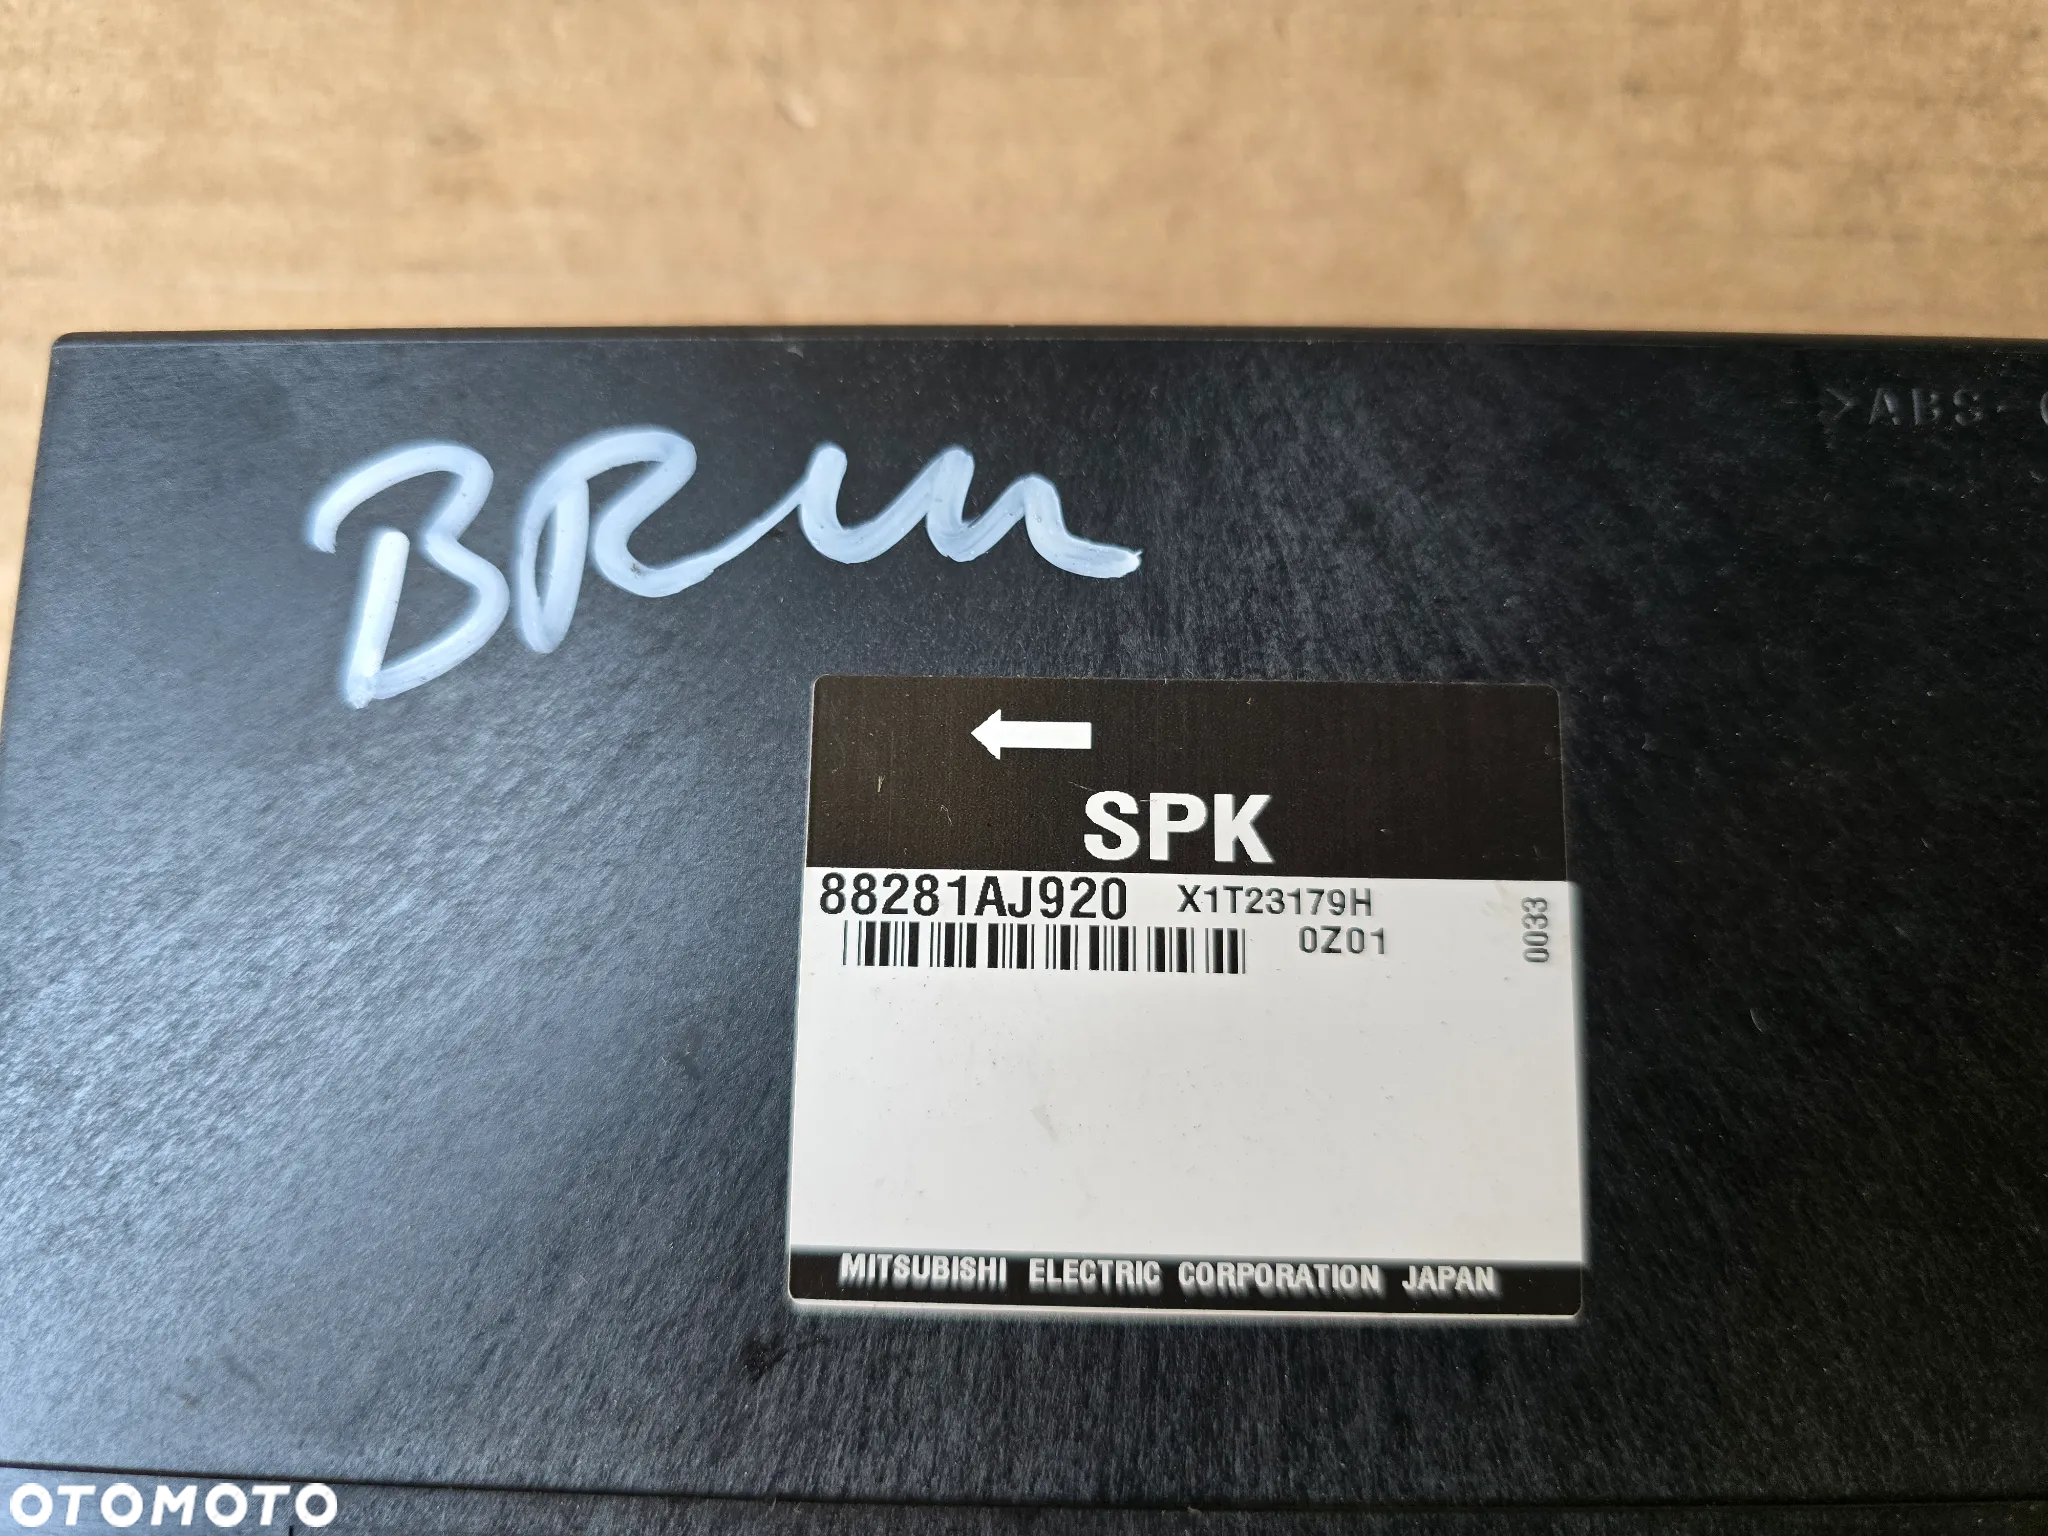 >ABS-
BRM
SPK
88281AJ920 X1T23179H
0Z01
0033
MITSUBISHI ELECTRIC CORPORATION JAPAN
OTOMOTO